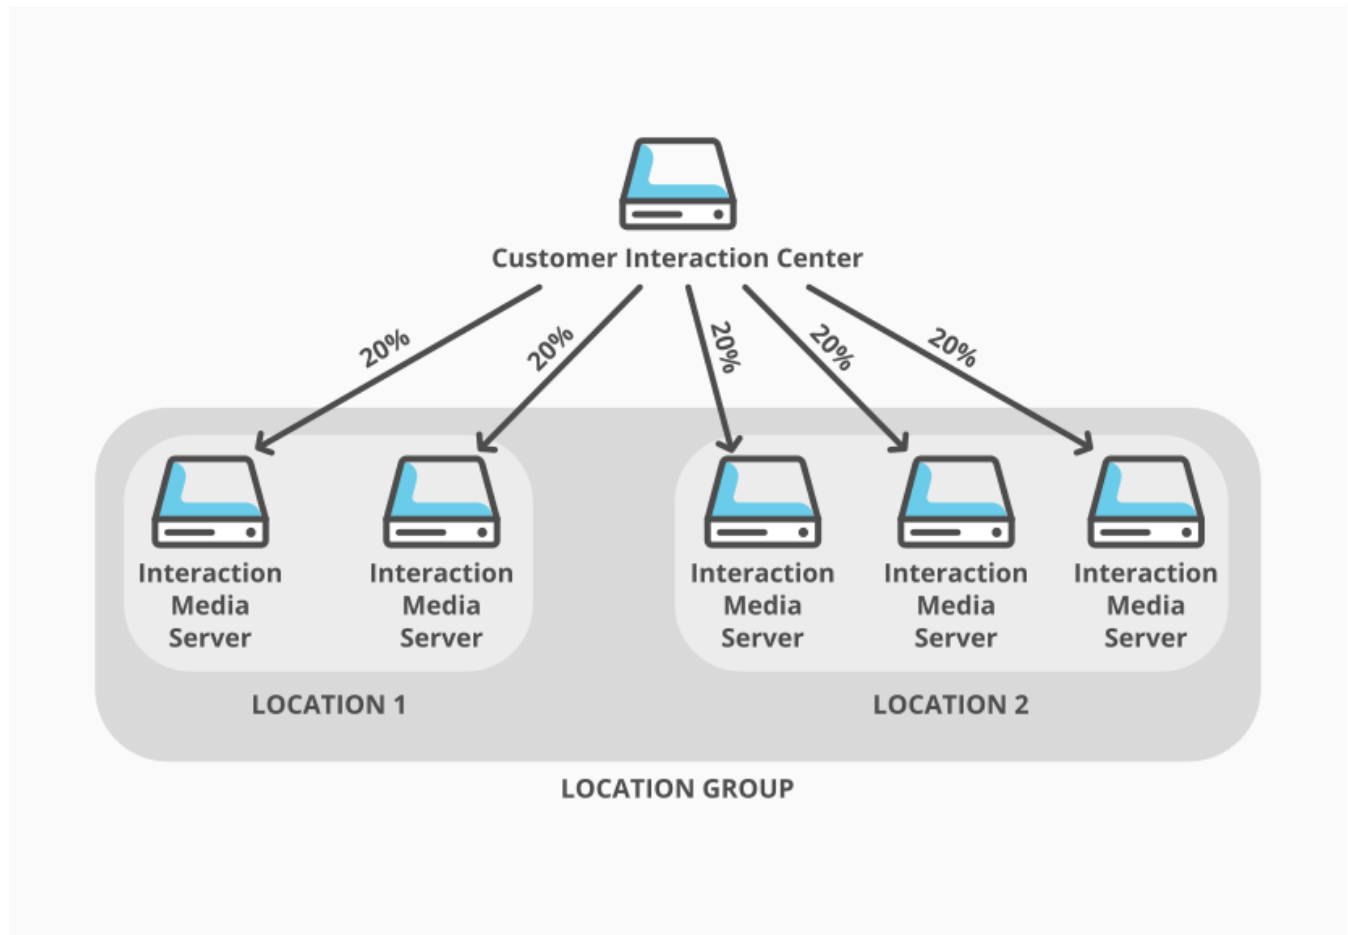 Customer Interaction Center
20%
20%
20%
20%
20%
Interaction
Media
Server
Interaction
Media
Server
Interaction
Media
Server
Interaction
Media
Server
Interaction
Media
Server
LOCATION 1
LOCATION 2
LOCATION GROUP